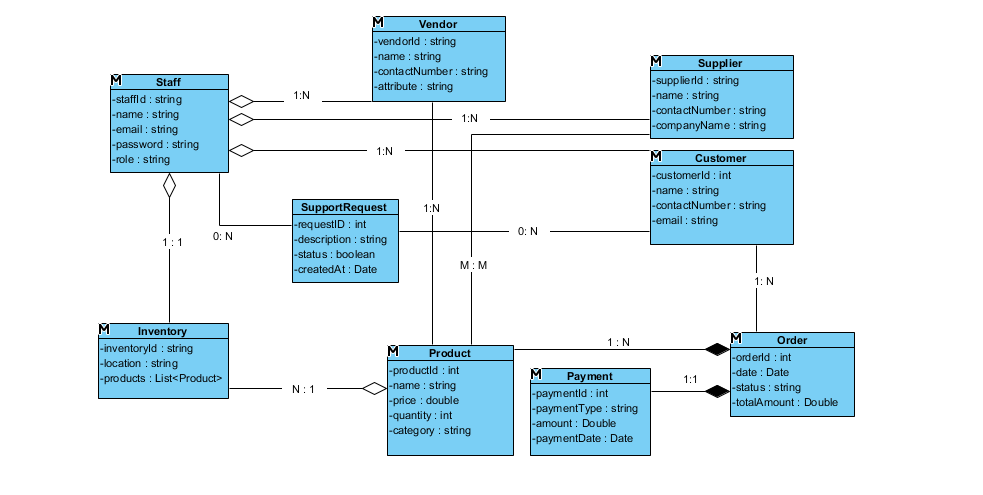 Vendor
-vendorId : string
-name : string
-contactNumber : string
-attribute : string
Supplier
-supplierId : string
-name : string
-contactNumber : string
-companyName : string
Staff
-staffId : string
-name : string
-email : string
-password : string
-role : string
1:N
1:N
1:N
Customer
-customerId : int
-name : string
-contactNumber : string
-email : string
SupportRequest
-requestID : int
-description : string
-status : boolean
-createdAt : Date
1:N
0: N
0: N
1 : 1
M : M
1: N
Inventory
-inventoryId : string
-location : string
-products : List<Product>
N : 1
Product
-productId : int
-name : string
-price : double
-quantity : int
-category : string
1 : N
Payment
-paymentId : int
-paymentType : string
-amount : Double
-paymentDate : Date
1:1
Order
-orderId : int
-date : Date
-status : string
-totalAmount : Double